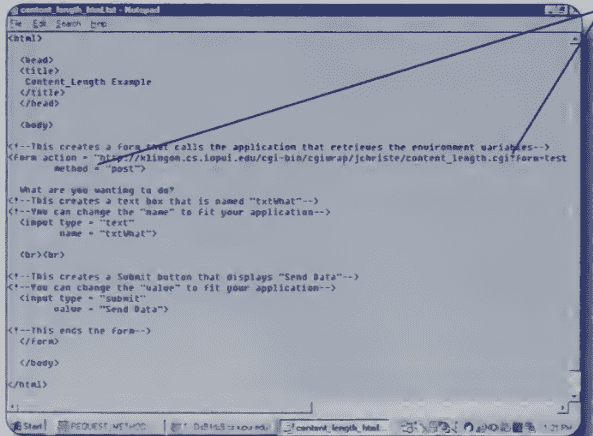 content_length_html.txt - Notepad
File Edit Search Help
<html>
<head>
<title>
Content_Length Example
</title>
</head>
<body>
<!--This creates a form that calls the application that retrieves the environment variables-->
<form action = "http://klingon.cs.iupui.edu/cgi-bin/cgiwrap/jchriste/content_length.cgi?form=test
method = "post">
What are you wanting to do?
<!--This creates a text box that is named "txtWhat"-->
<!--You can change the "name" to fit your application-->
<input type = "text"
name = "txtWhat">
<br><br>
<!--This creates a Submit button that displays "Send Data"-->
<!--You can change the "value" to fit your application-->
<input type = "submit"
value = "Send Data">
<!--This ends the form-->
</form>
</body>
</html>
Start REQUEST_METHOD content_length_html... 1:21 PM